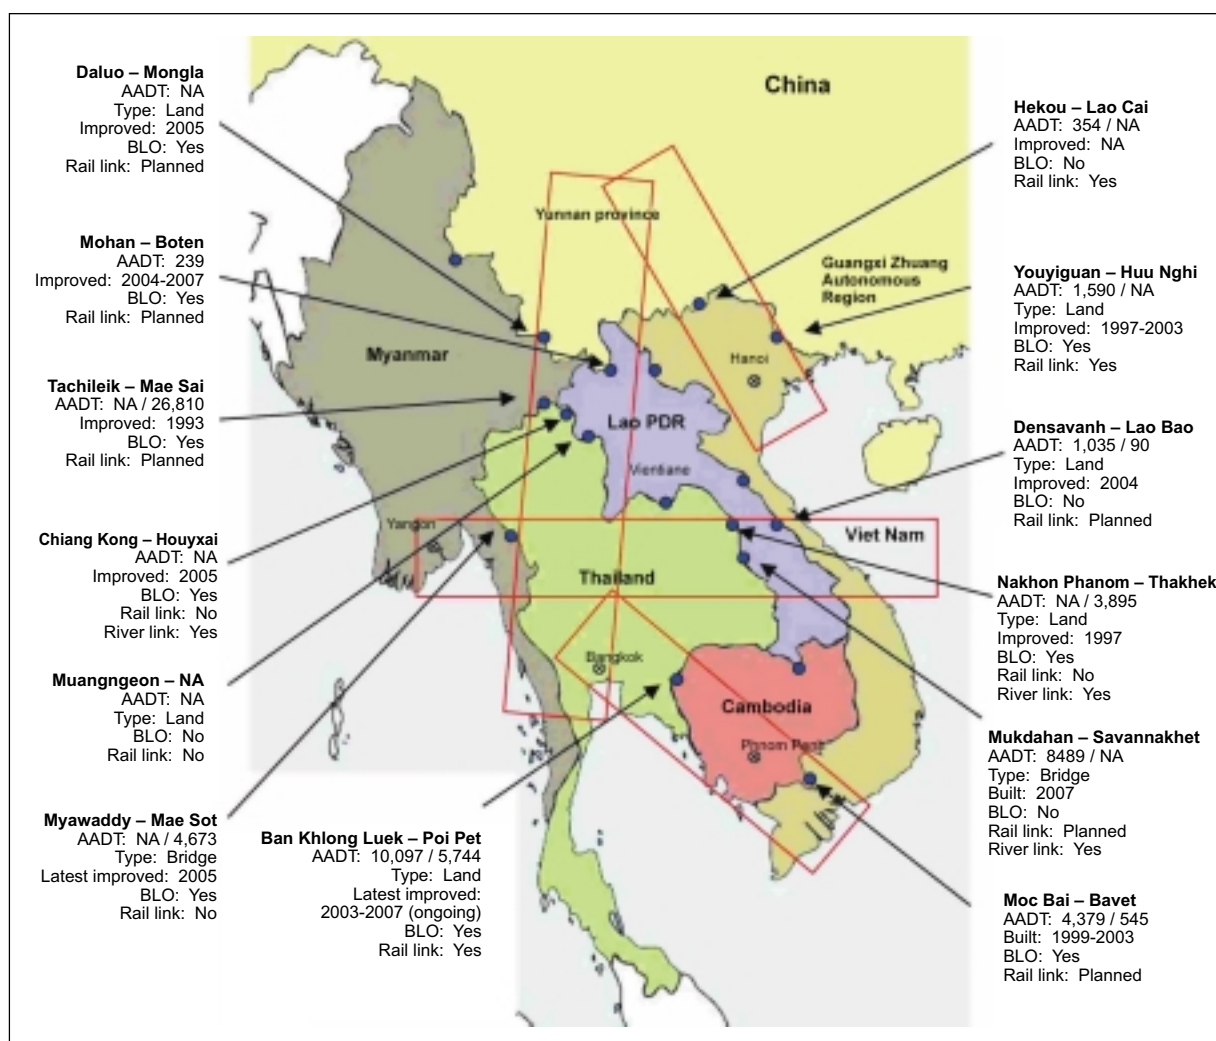 Daluo – Mongla
AADT: NA
Type: Land
Improved: 2005
BLO: Yes
Rail link: Planned
Mohan – Boten
AADT: 239
Improved: 2004-2007
BLO: Yes
Rail link: Planned
Tachileik – Mae Sai
AADT: NA / 26,810
Improved: 1993
BLO: Yes
Rail link: Planned
Chiang Kong – Houyxai
AADT: NA
Improved: 2005
BLO: Yes
Rail link: No
River link: Yes
Muangngeon – NA
AADT: NA
Type: Land
BLO: No
Rail link: No
Myawaddy – Mae Sot
AADT: NA / 4,673
Type: Bridge
Latest improved: 2005
BLO: Yes
Rail link: No
Ban Khlong Luek – Poi Pet
AADT: 10,097 / 5,744
Type: Land
Latest improved:
2003-2007 (ongoing)
BLO: Yes
Rail link: Yes
China
Yunnan province
Guangxi Zhuang
Autonomous
Region
Myanmar
Hanoi
Lao PDR
Vientiane
Yangon
Viet Nam
Thailand
Bangkok
Cambodia
Phnom Penh
Hekou – Lao Cai
AADT: 354 / NA
Improved: NA
BLO: No
Rail link: Yes
Youyiguan – Huu Nghi
AADT: 1,590 / NA
Type: Land
Improved: 1997-2003
BLO: Yes
Rail link: Yes
Densavanh – Lao Bao
AADT: 1,035 / 90
Type: Land
Improved: 2004
BLO: No
Rail link: Planned
Nakhon Phanom – Thakhek
AADT: NA / 3,895
Type: Land
Improved: 1997
BLO: Yes
Rail link: No
River link: Yes
Mukdahan – Savannakhet
AADT: 8489 / NA
Type: Bridge
Built: 2007
BLO: No
Rail link: Planned
River link: Yes
Moc Bai – Bavet
AADT: 4,379 / 545
Built: 1999-2003
BLO: Yes
Rail link: Planned